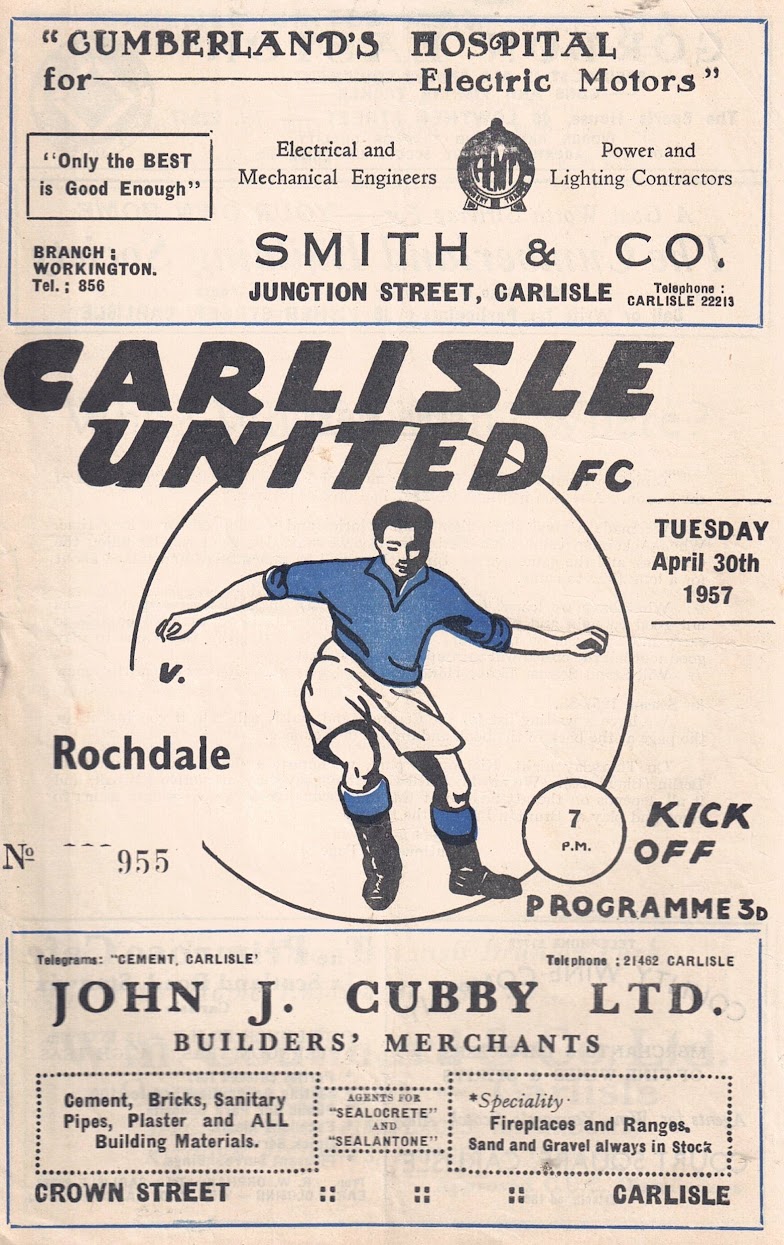 "CUMBERLAND'S HOSPITAL
for Electric Motors"
"Only the BEST
is Good Enough"
Electrical and
Mechanical Engineers
Power and
Lighting Contractors
BRANCH :
WORKINGTON.
Tel. : 856
SMITH & CO.
JUNCTION STREET, CARLISLE
Telephone :
CARLISLE 22213
CARLISLE
UNITED FC
TUESDAY
April 30th
1957
v.
Rochdale
Nº 955
7
P.M.
KICK
OFF
PROGRAMME 3D
Telegrams: "CEMENT, CARLISLE'
Telephone : 21462 CARLISLE
JOHN J. CUBBY LTD.
BUILDERS' MERCHANTS
Cement, Bricks, Sanitary
Pipes, Plaster and ALL
Building Materials.
AGENTS FOR
"SEALOCRETE"
AND
"SEALANTONE"
*Speciality·
Fireplaces and Ranges.
Sand and Gravel always in Stock
CROWN STREET :: :: :: CARLISLE